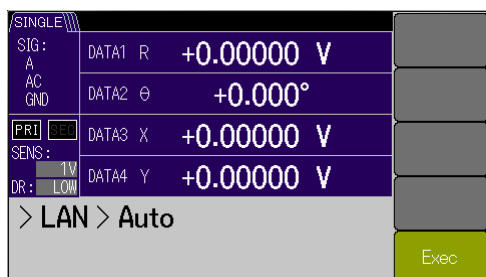 SINGLE
SIG:
A
AC
GND
PRI SEC
SENS:
1V
DR: LOW
DATA1 R +0.00000 V
DATA2 θ +0.000°
DATA3 X +0.00000 V
DATA4 Y +0.00000 V
> LAN > Auto
Exec